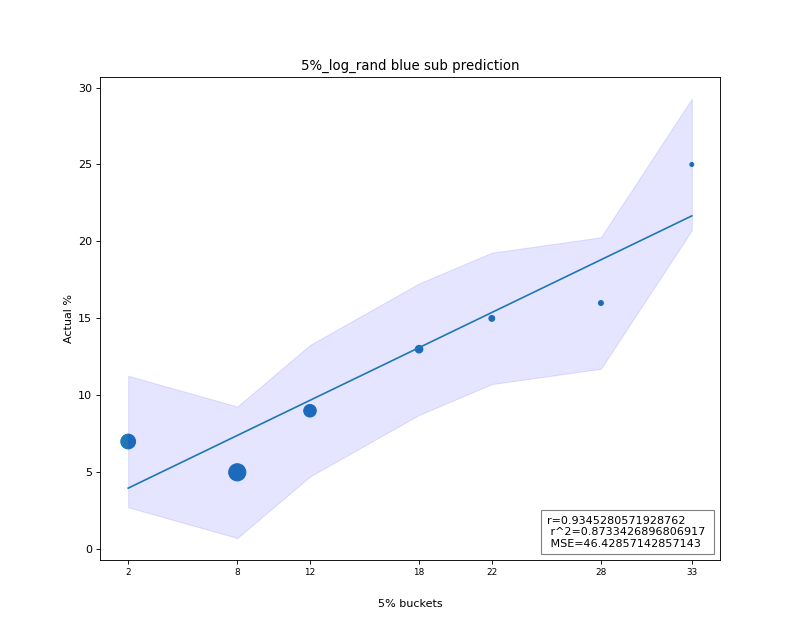 5%_log_rand blue sub prediction
30
25
20
15
10
5
0
Actual %
2 8 12 18 22 28 33
5% buckets
r=0.9345280571928762
r^2=0.8733426896806917
MSE=46.42857142857143